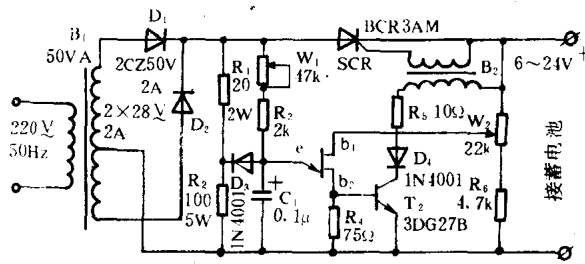 B₁
50VA
D₁
2CZ50V
2A
D₂
2×28V
2A
220V
50Hz
R₁
20
2W
W₁
47k
R₂
2k
R₂
100
5W
D₃
1N4001
C₁
+
0.1μ
SCR
BCR3AM
B₂
R₅ 10Ω
e
b₁
b₂
R₄
75Ω
D₄
1N4001
T₂
3DG27B
W₂
22k
R₆
4.7k
6～24V
+
接蓄电池